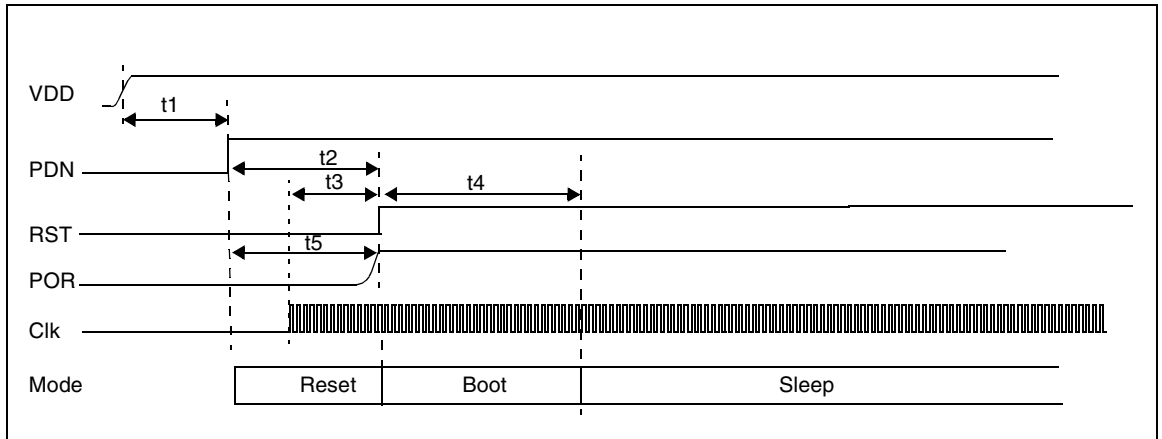 VDD
t1
PDN
t2
t3
t4
RST
t5
POR
Clk
Mode Reset Boot Sleep